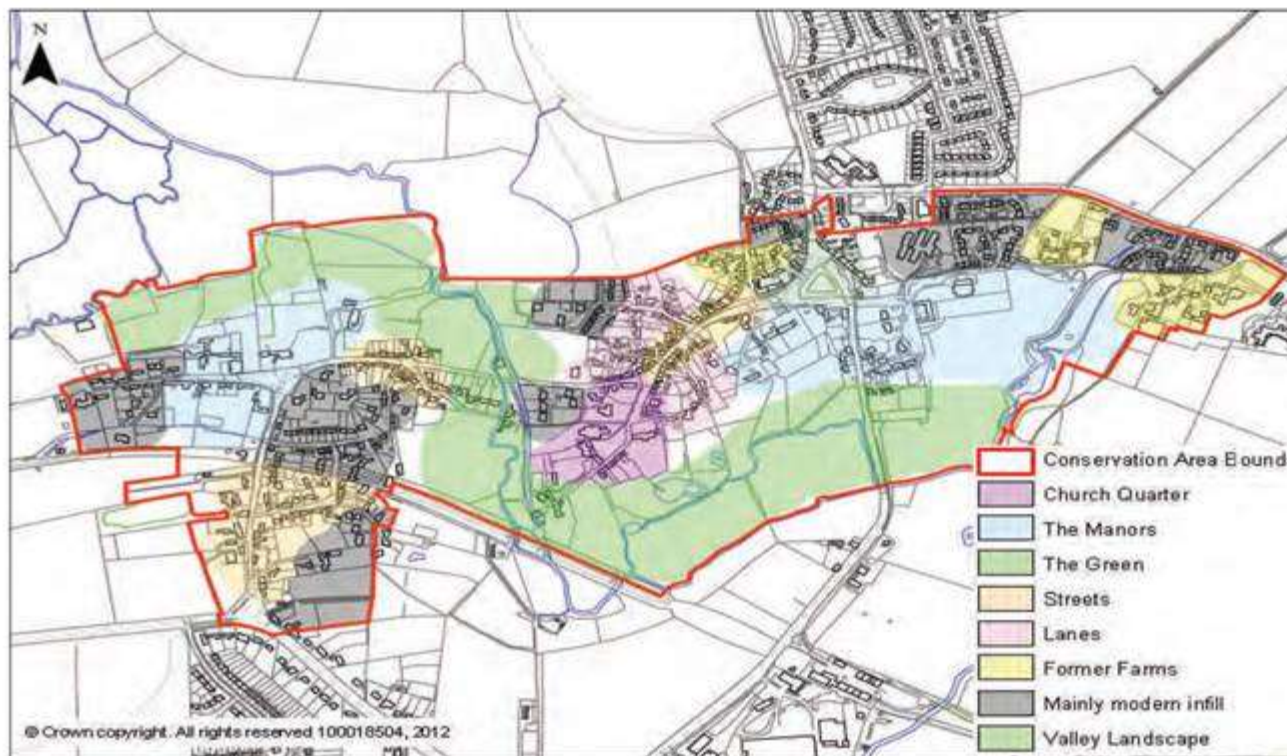 N
Conservation Area Bound
Church Quarter
The Manors
The Green
Streets
Lanes
Former Farms
Mainly modern infill
Valley Landscape
© Crown copyright. All rights reserved 100018504, 2012